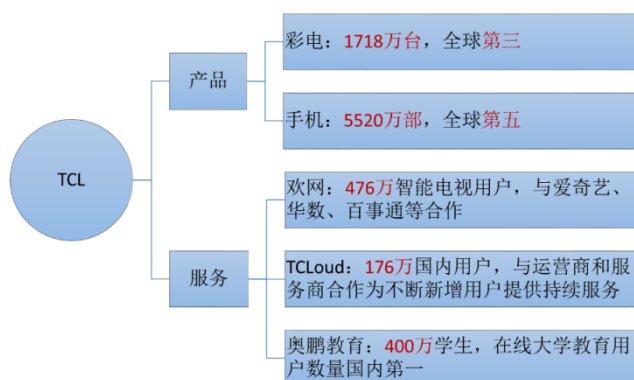 TCL
产品
彩电：1718万台，全球第三
手机：5520万部，全球第五
服务
欢网：476万智能电视用户，与爱奇艺、
华数、百事通等合作
TCLoud：176万国内用户，与运营商和服
务商合作为不断新增用户提供持续服务
奥鹏教育：400万学生，在线大学教育用
户数量国内第一